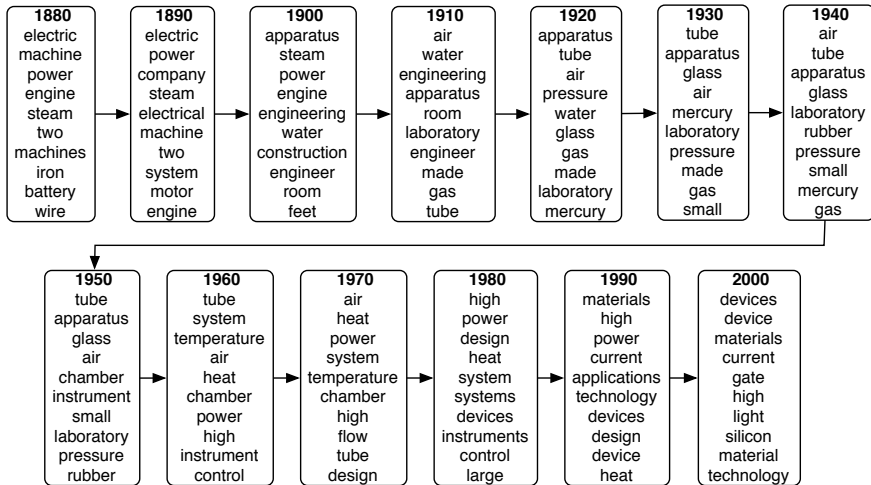 1880
electric
machine
power
engine
steam
two
machines
iron
battery
wire
1890
electric
power
company
steam
electrical
machine
two
system
motor
engine
1900
apparatus
steam
power
engine
engineering
water
construction
engineer
room
feet
1910
air
water
engineering
apparatus
room
laboratory
engineer
made
gas
tube
1920
apparatus
tube
air
pressure
water
glass
gas
made
laboratory
mercury
1930
tube
apparatus
glass
air
mercury
laboratory
pressure
made
gas
small
1940
air
tube
apparatus
glass
laboratory
rubber
pressure
small
mercury
gas
1950
tube
apparatus
glass
air
chamber
instrument
small
laboratory
pressure
rubber
1960
tube
system
temperature
air
heat
chamber
power
high
instrument
control
1970
air
heat
power
system
temperature
chamber
high
flow
tube
design
1980
high
power
design
heat
system
systems
devices
instruments
control
large
1990
materials
high
power
current
applications
technology
devices
design
device
heat
2000
devices
device
materials
current
gate
high
light
silicon
material
technology